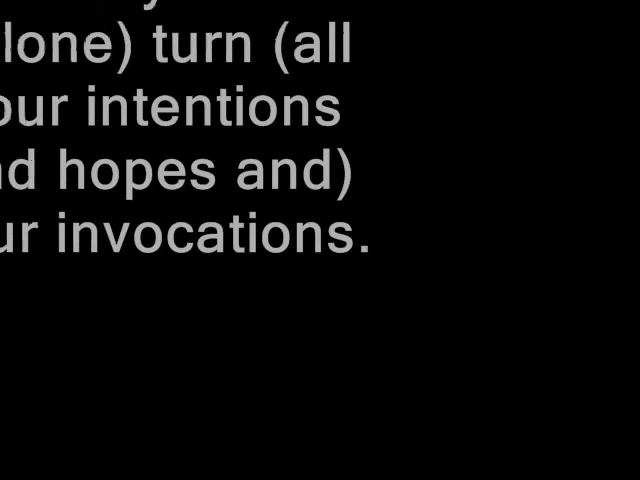 lone) turn (all
our intentions
nd hopes and)
ur invocations.